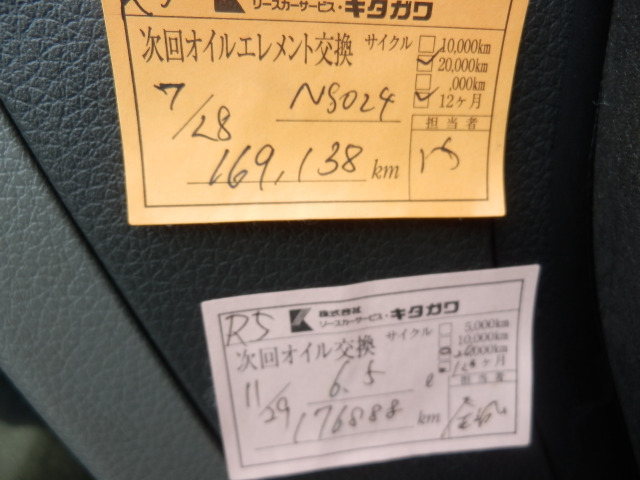 リースカーサービス・キタガワ
次回オイルエレメント交換 サイクル 10,000km
20,000km
,000km
12ヶ月
7/28 NS024
担当者
169,138 km
R5 株式会社 リースカーサービス・キタガワ
次回オイル交換 サイクル 5,000km
10,000km
,000km
ヶ月
11/29 6.5 ℓ
担当者
176888 km